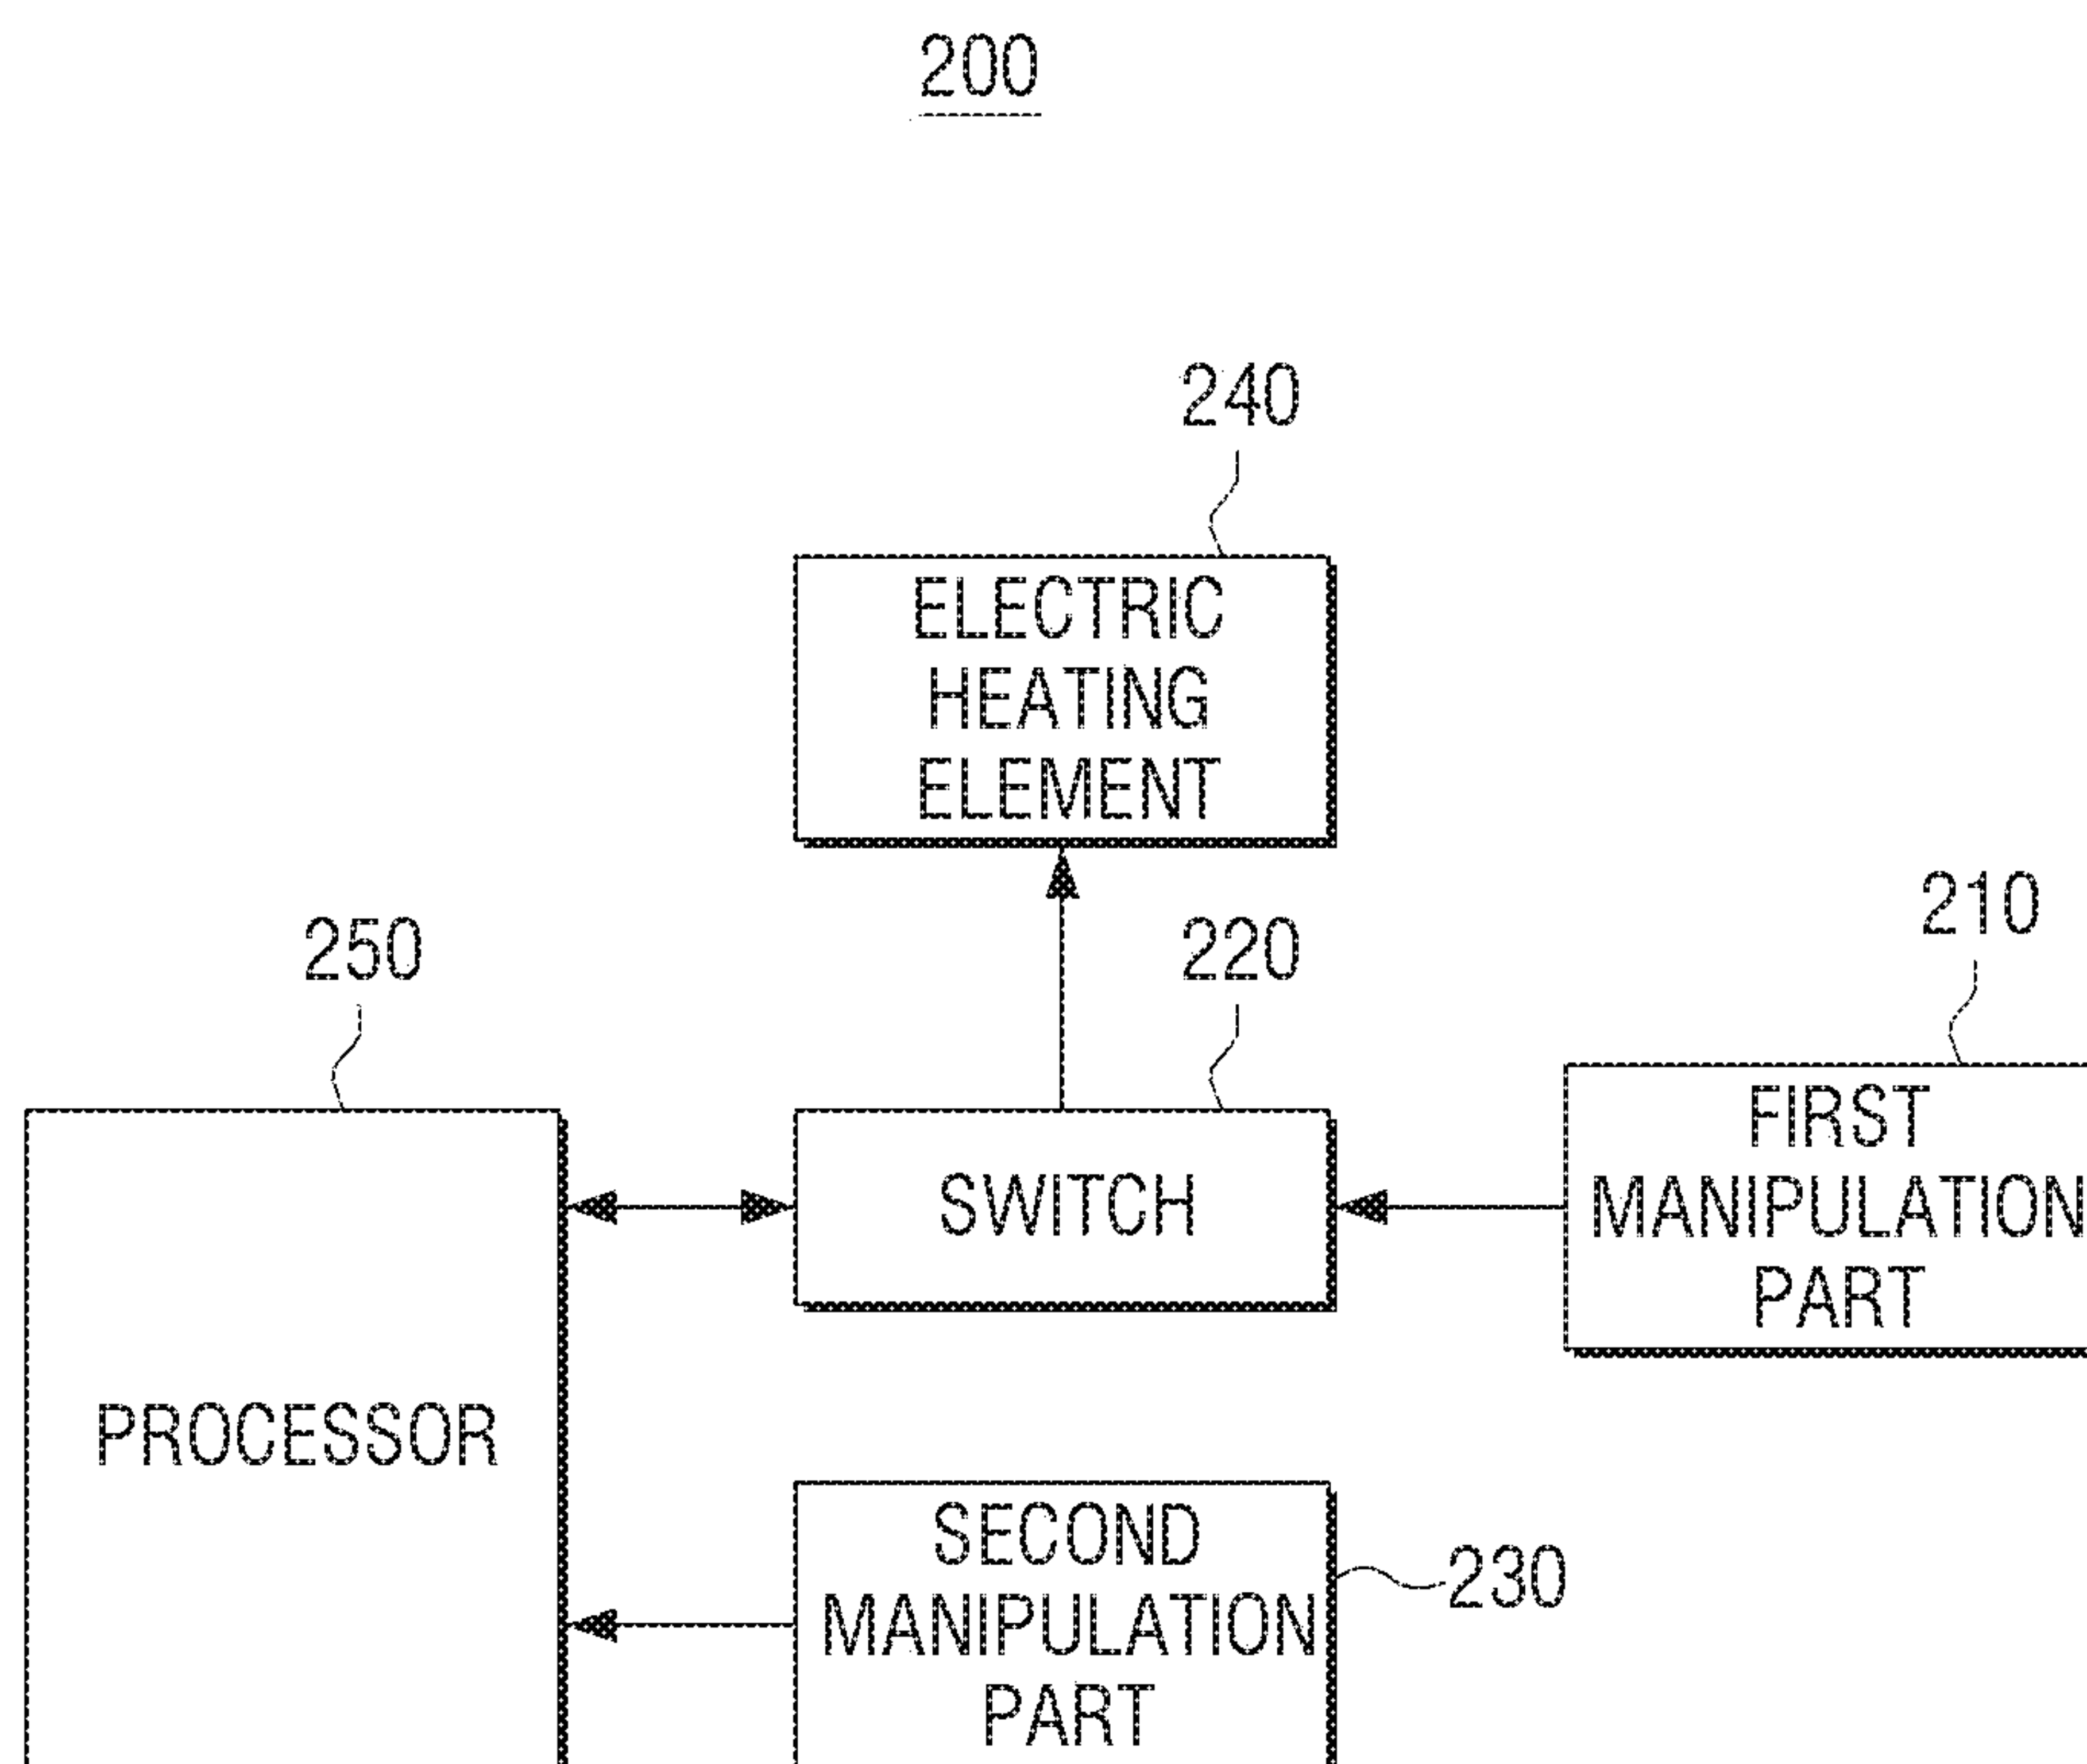 200
240
ELECTRIC
HEATING
ELEMENT
250
220
210
PROCESSOR
SWITCH
FIRST
MANIPULATION
PART
SECOND
MANIPULATION
PART
230